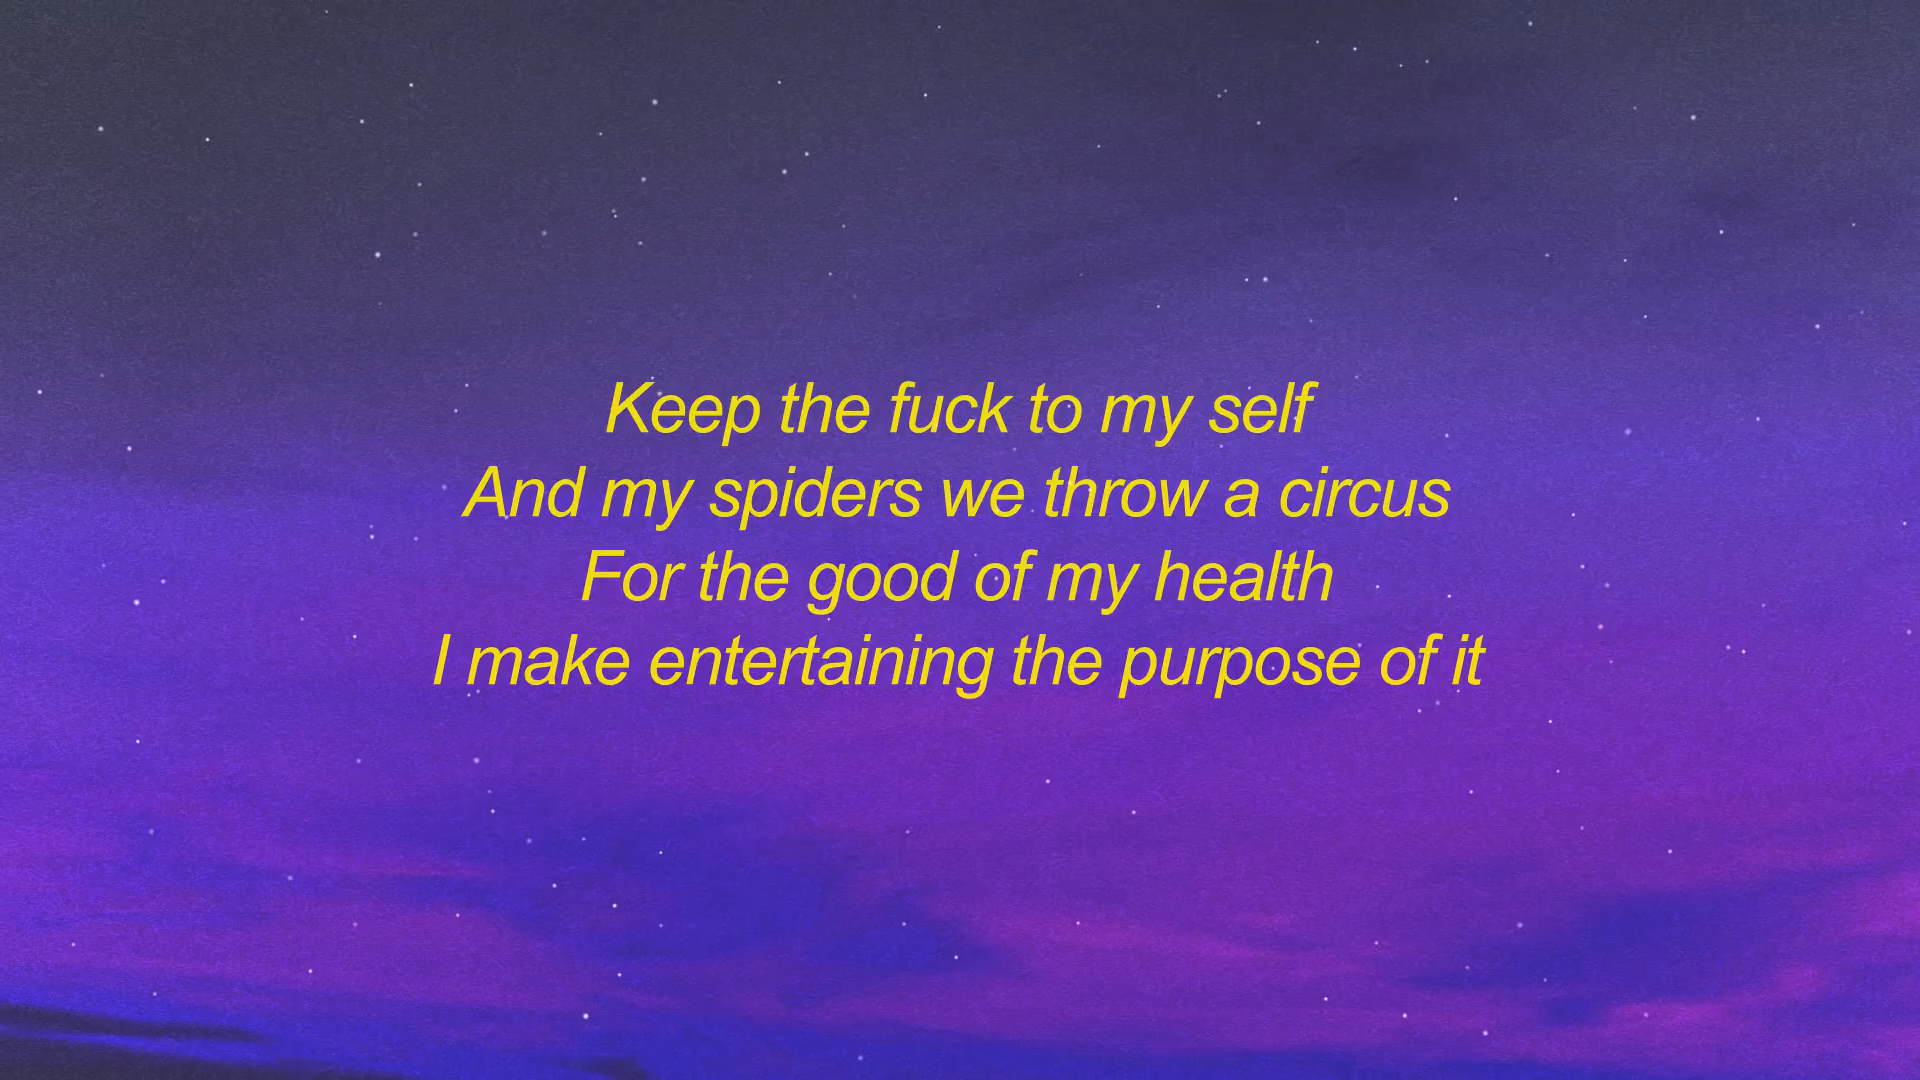 Keep the fuck to my self
And my spiders we throw a circus
For the good of my health
I make entertaining the purpose of it